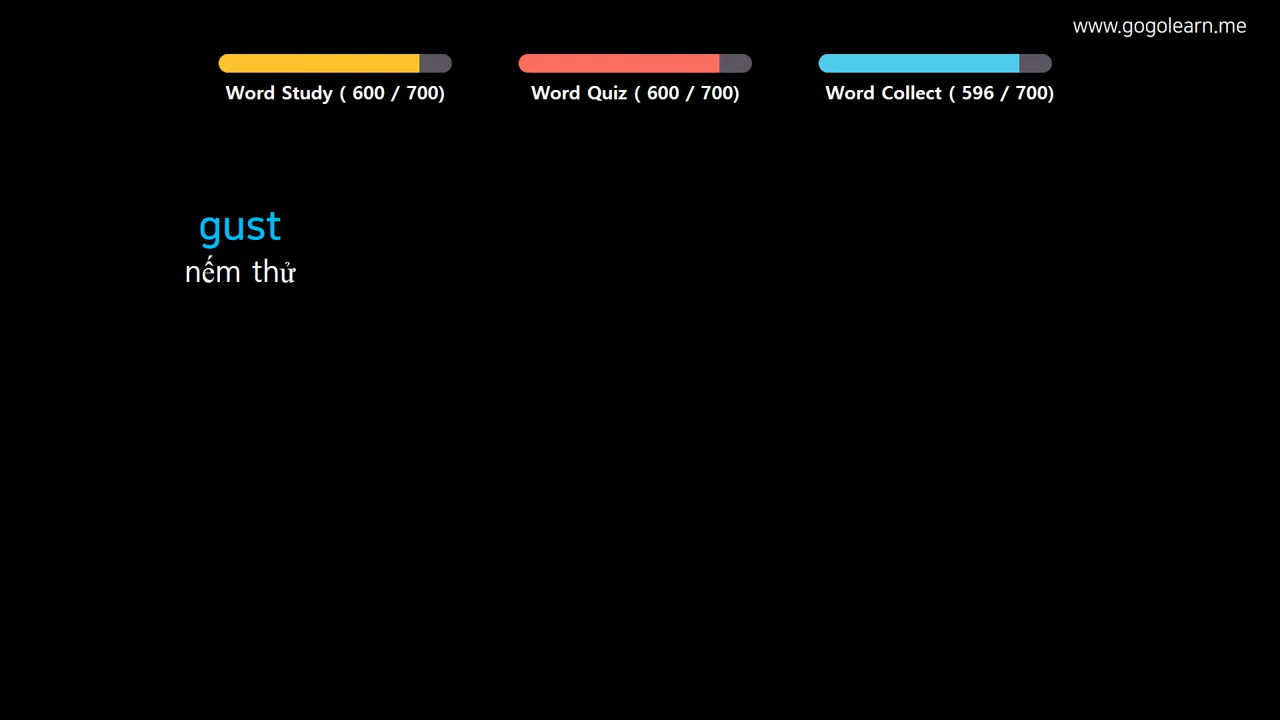 www.gogolearn.me
Word Study ( 600 / 700)
Word Quiz ( 600 / 700)
Word Collect ( 596 / 700)
gust
nếm thử